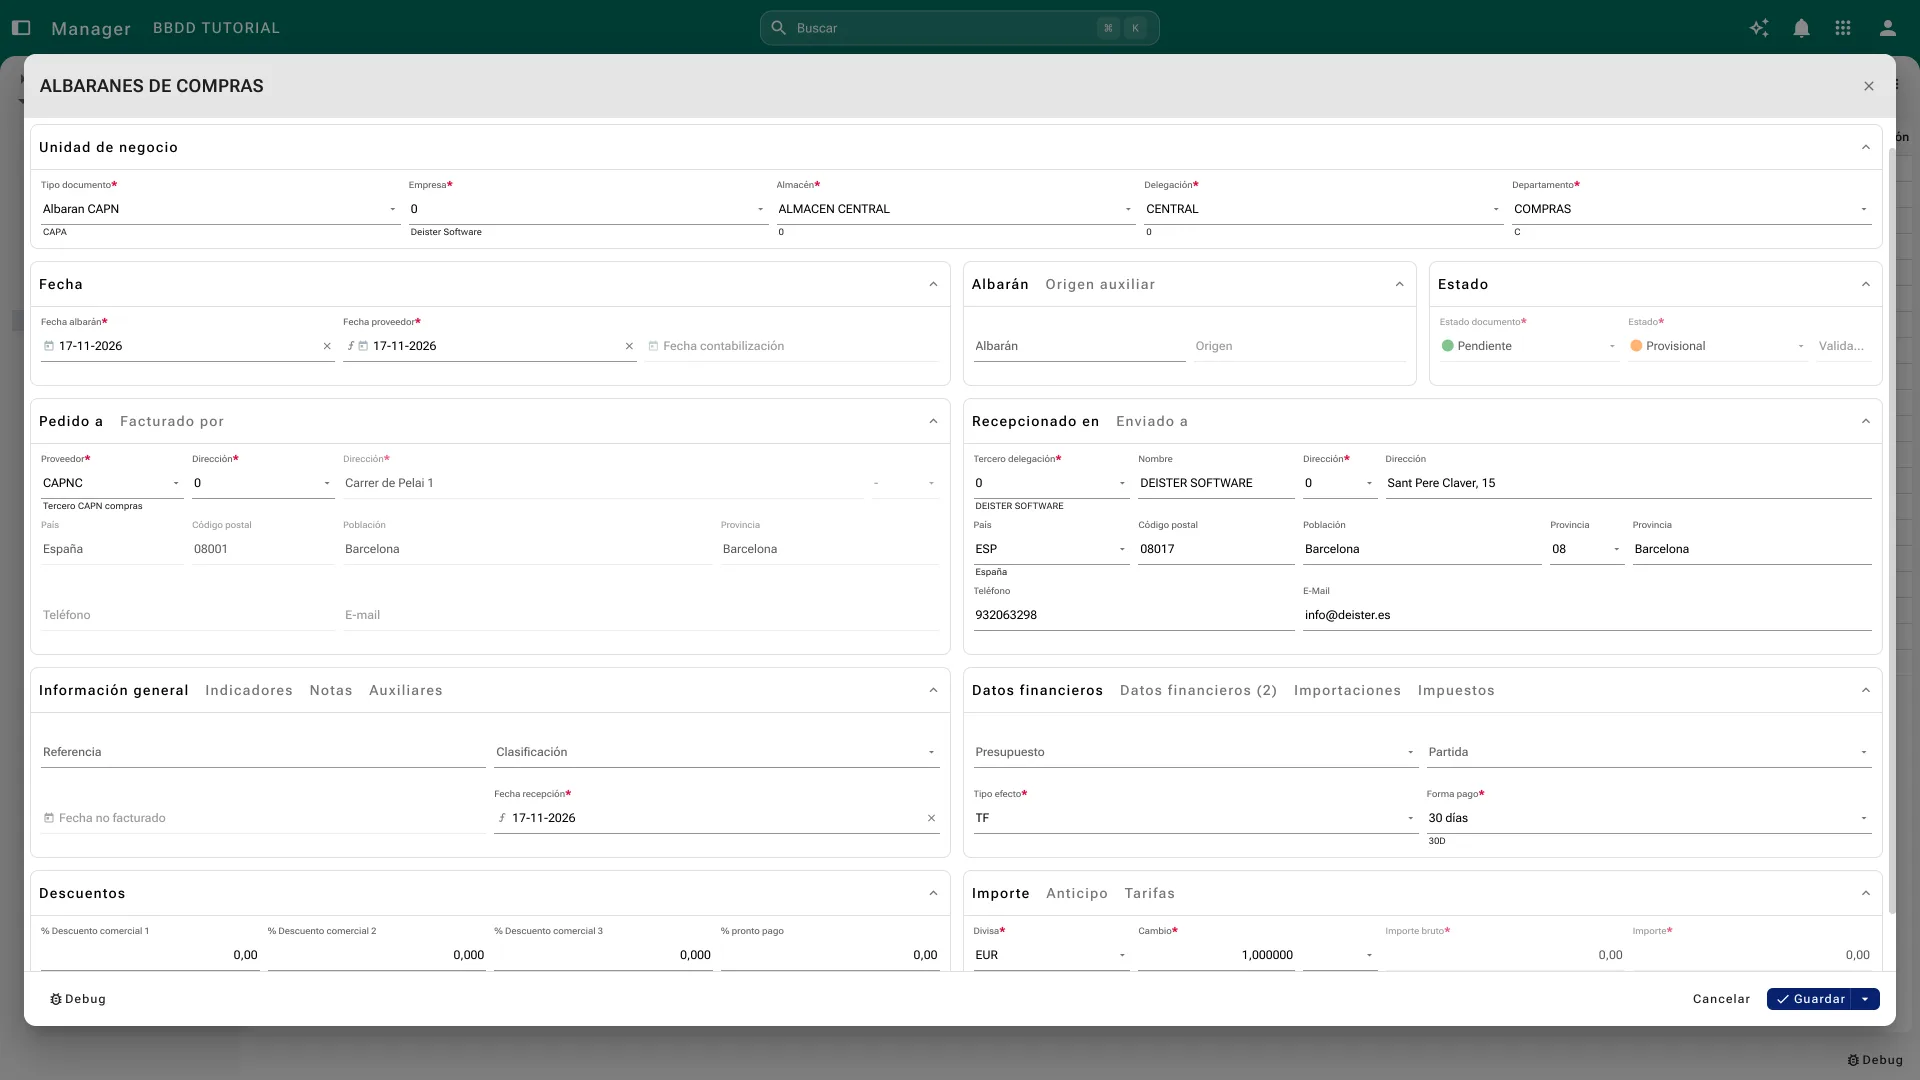 Manager BBDD TUTORIAL Buscar ⌘ K
ALBARANES DE COMPRAS
ón
Unidad de negocio
Tipo documento* Empresa* Almacén* Delegación* Departamento*
Albaran CAPN 0 ALMACEN CENTRAL CENTRAL COMPRAS
CAPA Deister Software 0 0 C
Fecha Albarán Origen auxiliar Estado
Fecha albarán* Fecha proveedor* Estado documento* Estado*
17-11-2026 17-11-2026 Fecha contabilización Albarán Origen Pendiente Provisional Valida...
Pedido a Facturado por Recepcionado en Enviado a
Proveedor* Dirección* Dirección* Tercero delegación* Nombre Dirección* Dirección
CAPNC 0 Carrer de Pelai 1 - 0 DEISTER SOFTWARE 0 Sant Pere Claver, 15
Tercero CAPN compras DEISTER SOFTWARE
País Código postal Población Provincia País Código postal Población Provincia Provincia
España 08001 Barcelona Barcelona ESP 08017 Barcelona 08 Barcelona
España
Teléfono E-Mail
Teléfono E-mail 932063298 info@deister.es
Información general Indicadores Notas Auxiliares Datos financieros Datos financieros (2) Importaciones Impuestos
Referencia Clasificación Presupuesto Partida
Fecha recepción* Tipo efecto* Forma pago*
Fecha no facturado 17-11-2026 TF 30 días
30D
Descuentos Importe Anticipo Tarifas
% Descuento comercial 1 % Descuento comercial 2 % Descuento comercial 3 % pronto pago Divisa* Cambio* Importe bruto* Importe*
0,00 0,000 0,000 0,00 EUR 1,000000 0,00 0,00
Debug Cancelar Guardar
Debug